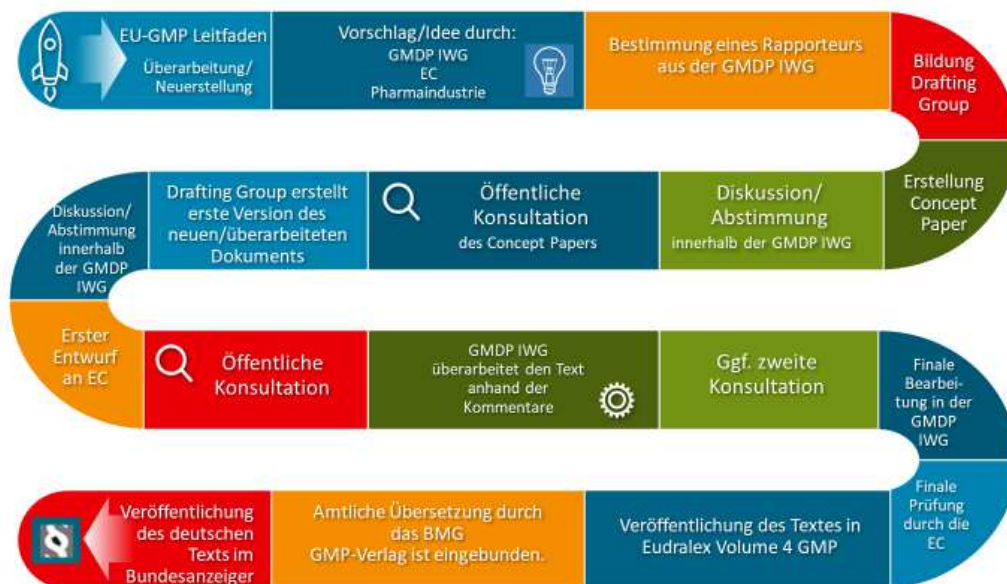 EU-GMP Leitfaden
Überarbeitung/
Neuerstellung
Vorschlag/Idee durch:
GMDP IWG
EC
Pharmaindustrie
Bestimmung eines Rapporteurs
aus der GMDP IWG
Bildung
Drafting
Group
Erstellung
Concept
Paper
Diskussion/
Abstimmung
innerhalb der GMDP IWG
Öffentliche
Konsultation
des Concept Papers
Drafting Group erstellt
erste Version des
neuen/überarbeiteten
Dokuments
Diskussion/
Abstimmung
innerhalb
der GMDP
IWG
Erster
Entwurf
an EC
Öffentliche
Konsultation
GMDP IWG
überarbeitet den Text
anhand der
Kommentare
Ggf. zweite
Konsultation
Finale
Bearbei-
tung in der
GMDP
IWG
Finale
Prüfung
durch die
EC
Veröffentlichung des Textes in
Eudralex Volume 4 GMP
Amtliche Übersetzung durch
das BMG
GMP-Verlag ist eingebunden.
Veröffentlichung
des deutschen
Texts im
Bundesanzeiger